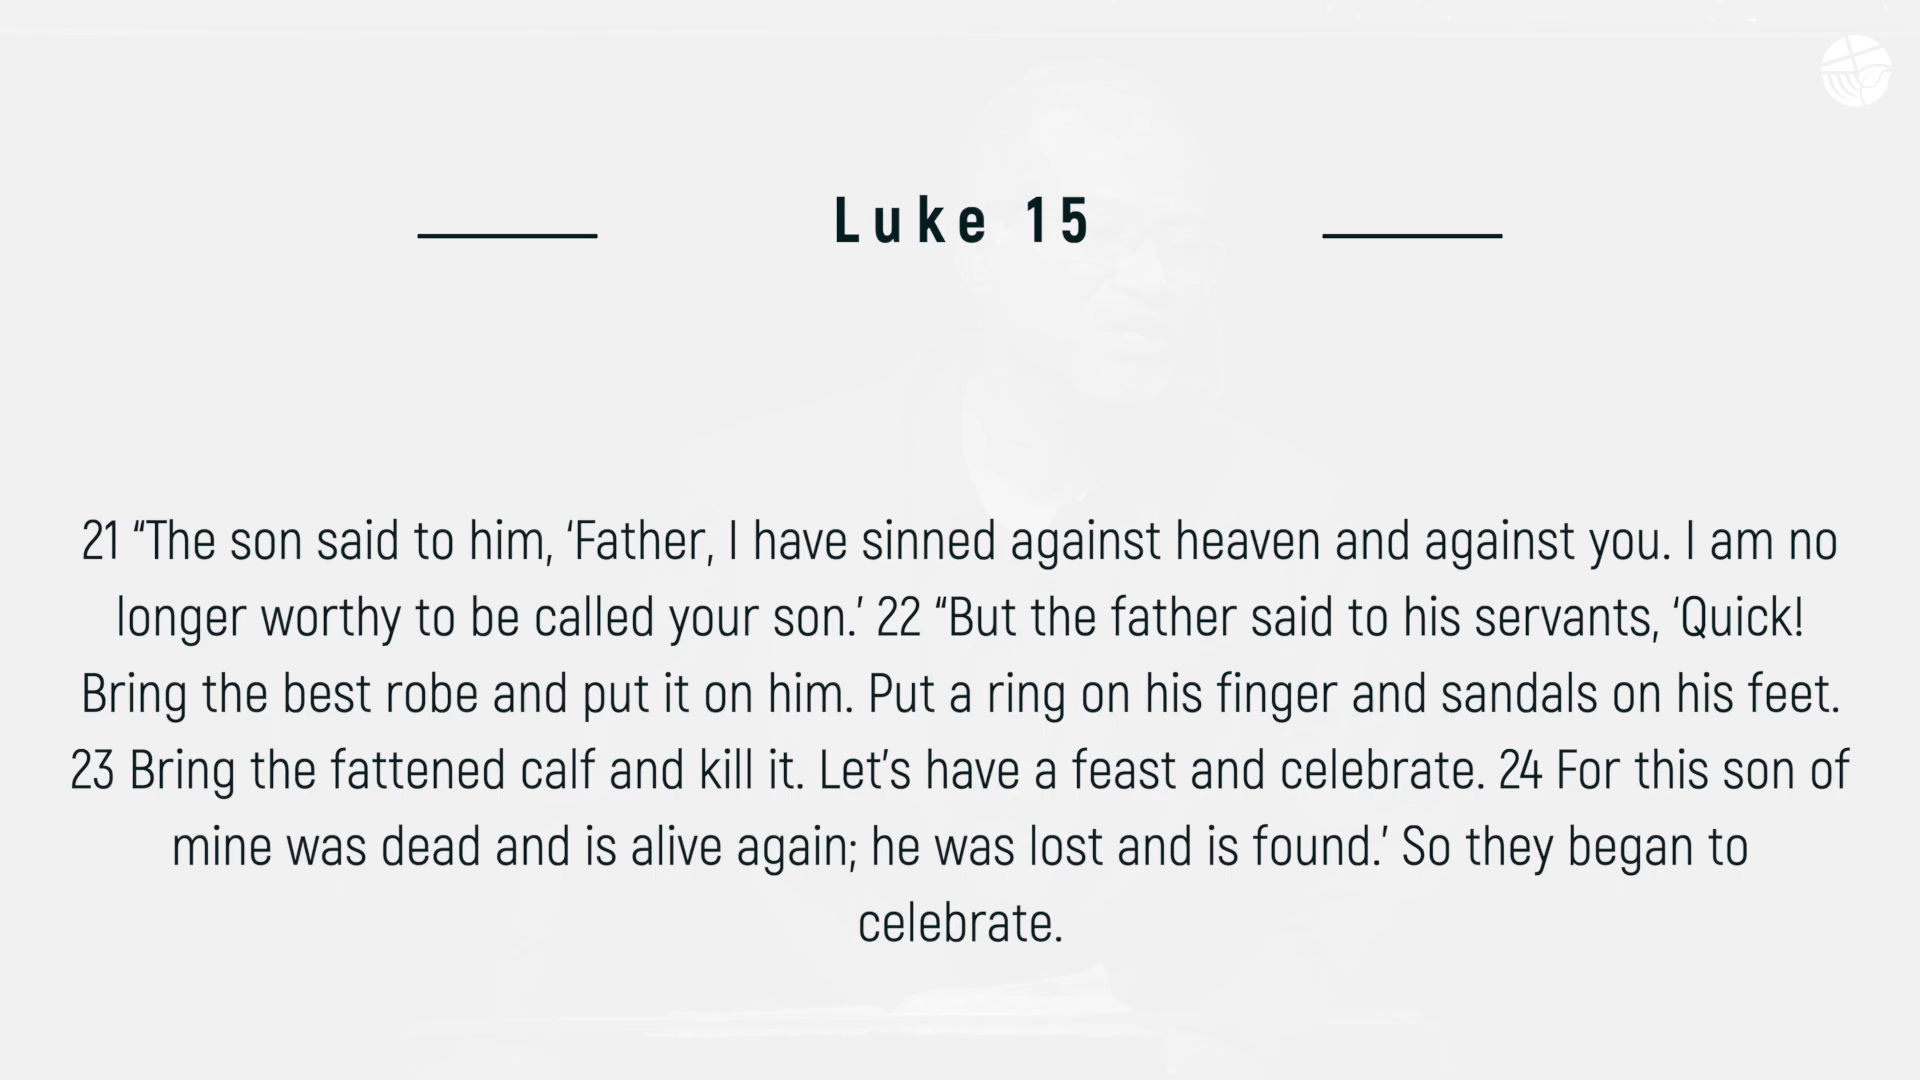 Luke 15
21 “The son said to him, ‘Father, I have sinned against heaven and against you. I am no
longer worthy to be called your son.’ 22 “But the father said to his servants, ‘Quick!
Bring the best robe and put it on him. Put a ring on his finger and sandals on his feet.
23 Bring the fattened calf and kill it. Let’s have a feast and celebrate. 24 For this son of
mine was dead and is alive again; he was lost and is found.’ So they began to
celebrate.